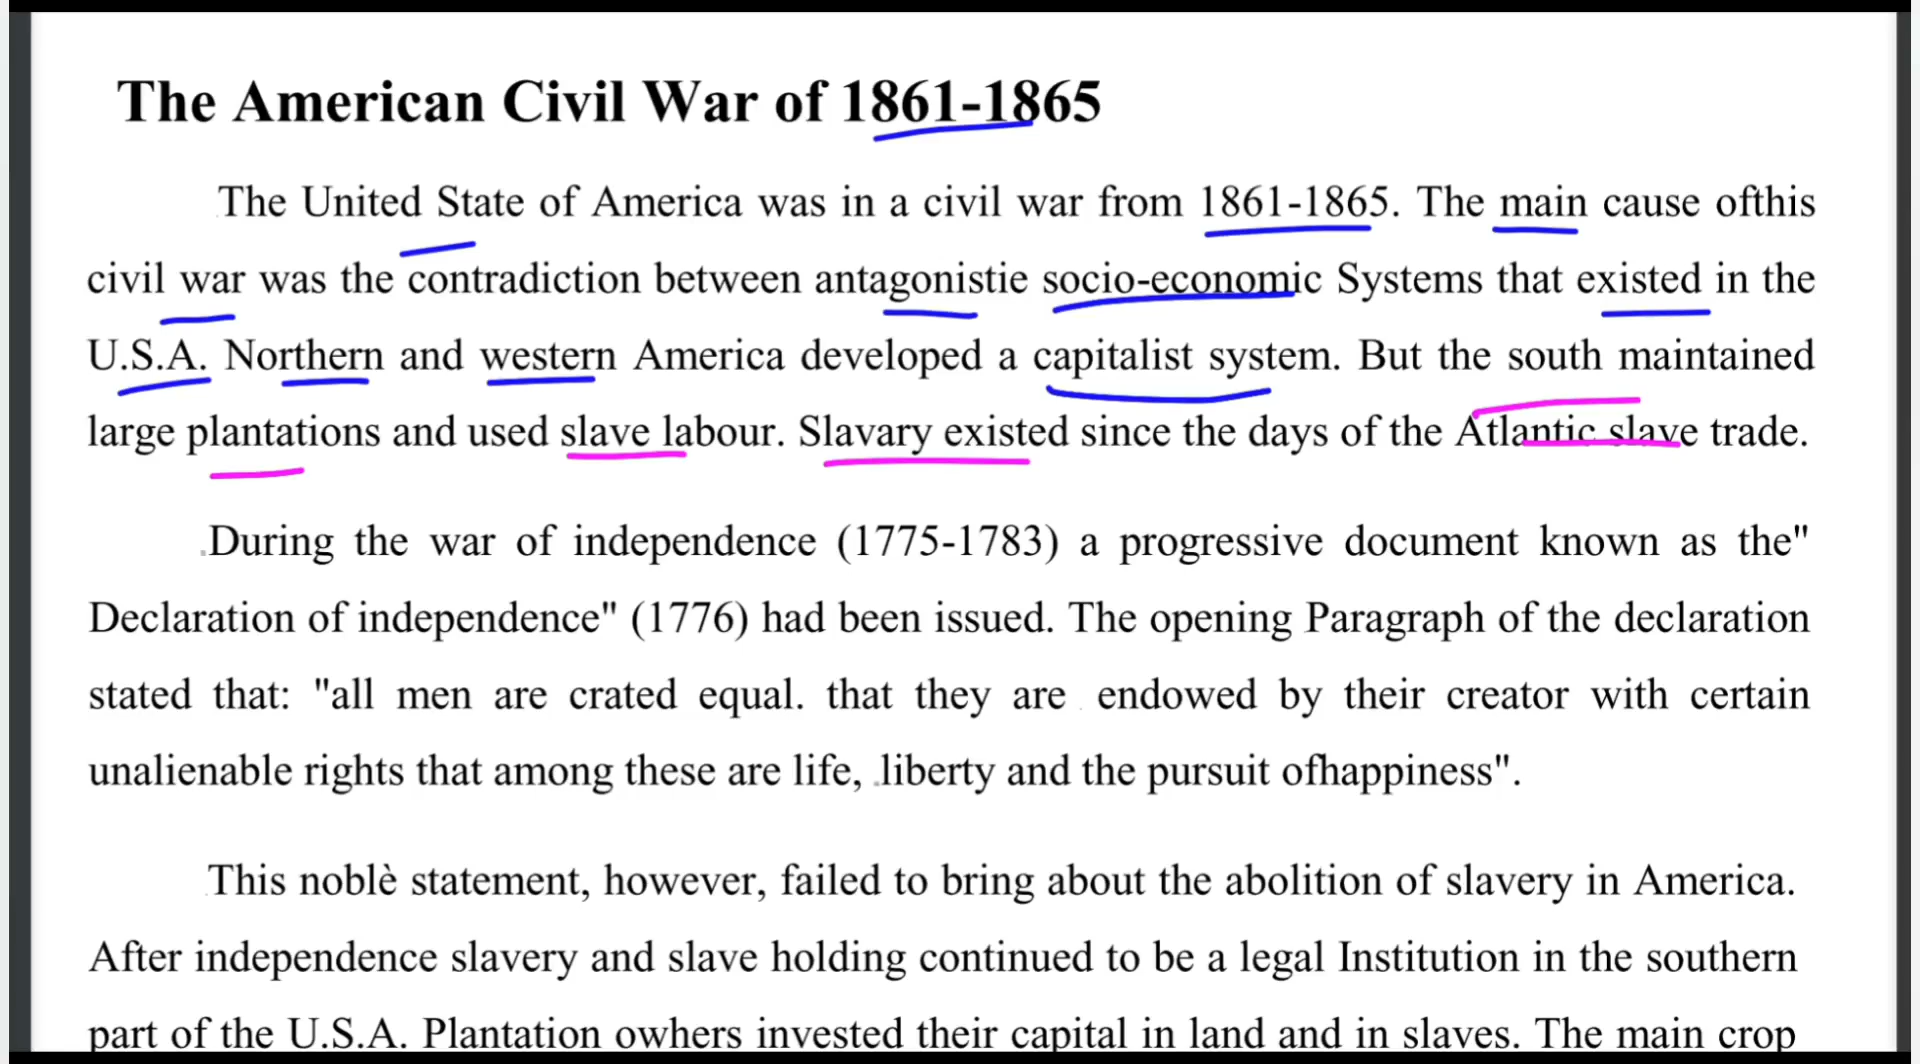 The American Civil War of 1861-1865
The United State of America was in a civil war from 1861-1865. The main cause ofthis
civil war was the contradiction between antagonistie socio-economic Systems that existed in the
U.S.A. Northern and western America developed a capitalist system. But the south maintained
large plantations and used slave labour. Slavary existed since the days of the Atlantic slave trade.
.During the war of independence (1775-1783) a progressive document known as the"
Declaration of independence" (1776) had been issued. The opening Paragraph of the declaration
stated that: "all men are crated equal. that they are endowed by their creator with certain
unalienable rights that among these are life, .liberty and the pursuit ofhappiness".
This noblè statement, however, failed to bring about the abolition of slavery in America.
After independence slavery and slave holding continued to be a legal Institution in the southern
part of the U.S.A. Plantation owhers invested their capital in land and in slaves. The main crop